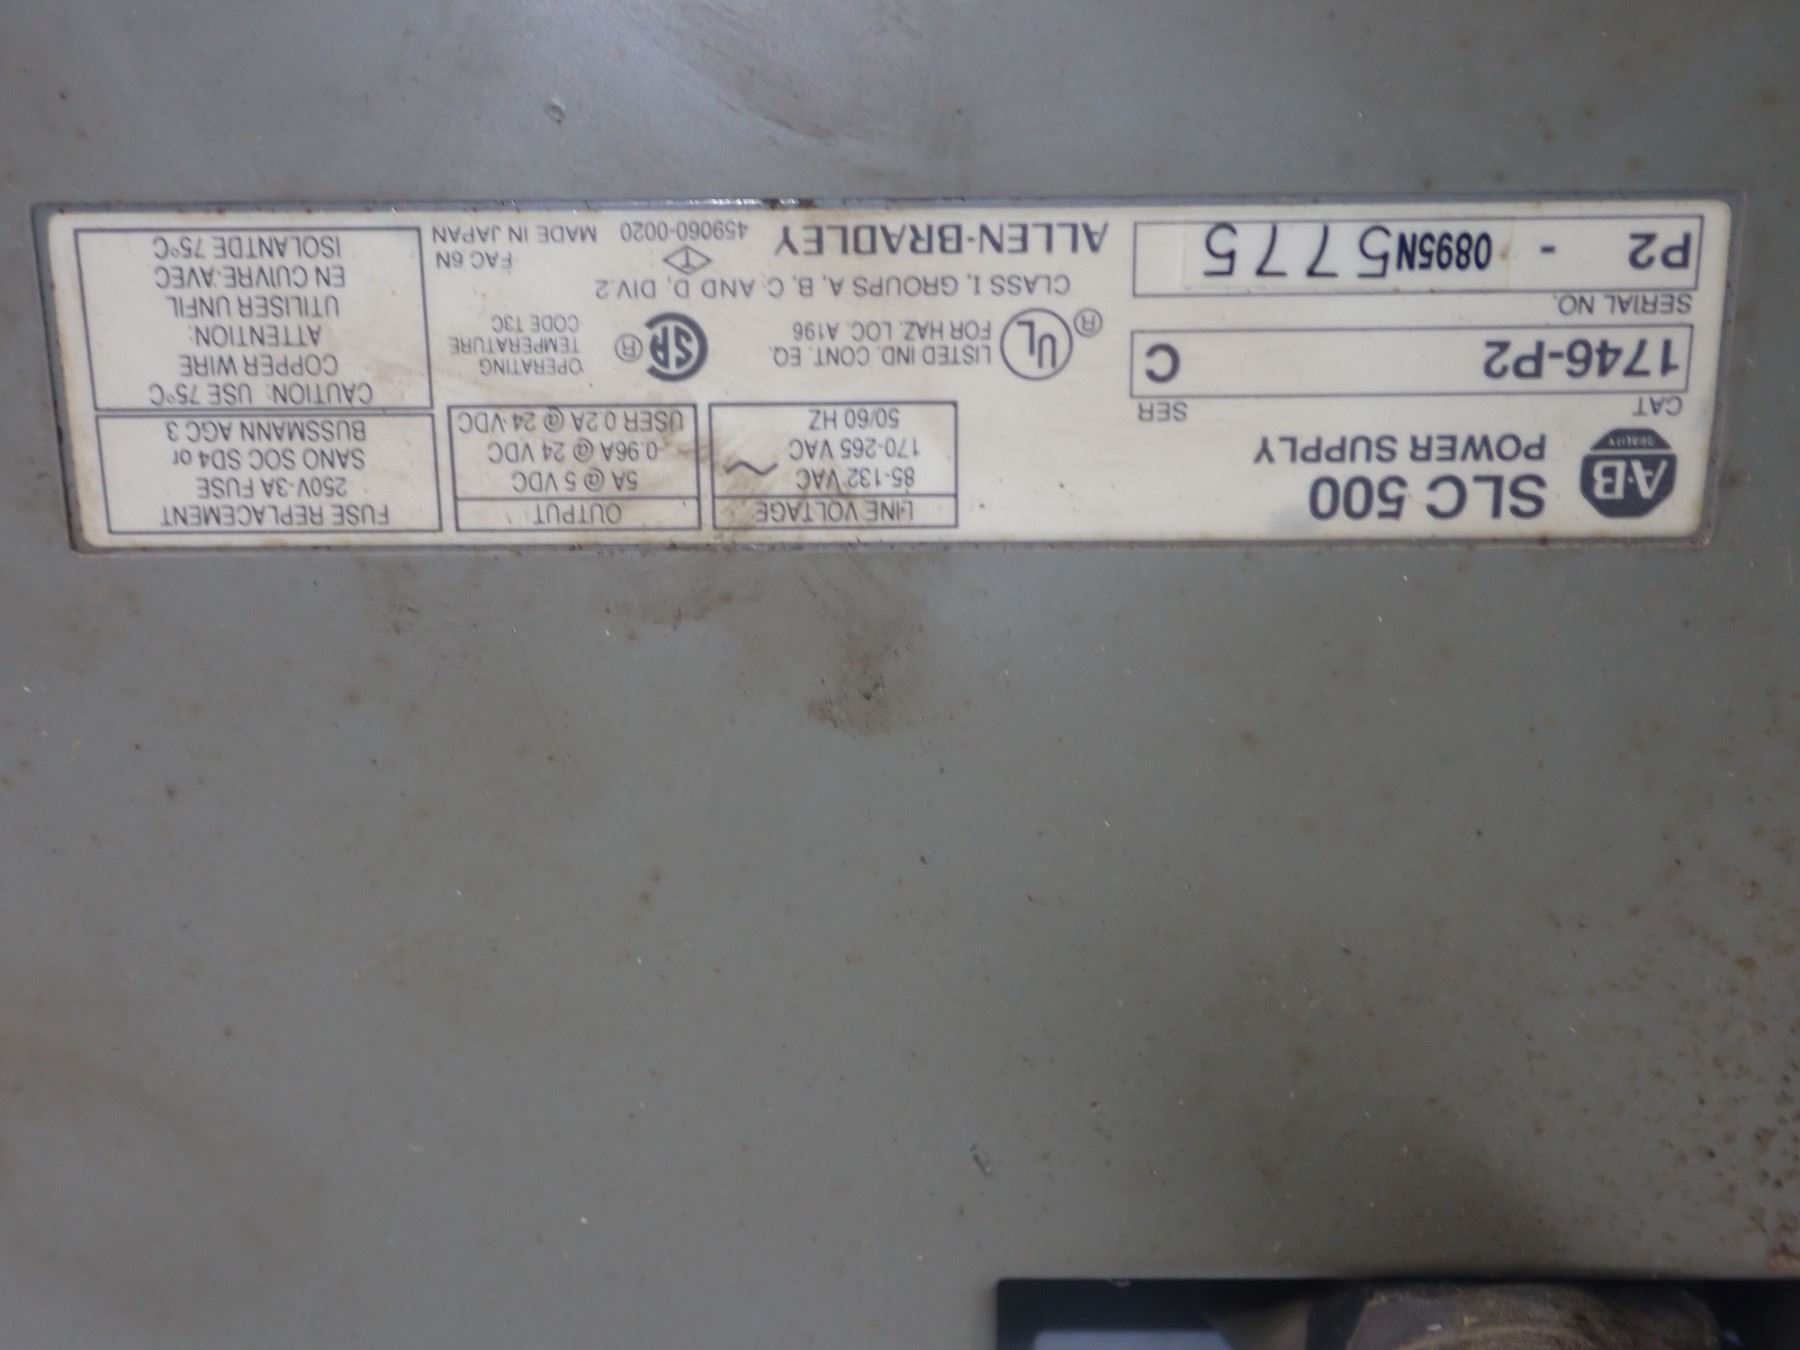 A·B
QUALITY
SLC 500
POWER SUPPLY
CAT
SER
1746-P2
C
SERIAL NO.
P2 - 0895N5775
LINE VOLTAGE
85-132 VAC
170-265 VAC
50/60 HZ
OUTPUT
5A @ 5 VDC
0.96A @ 24 VDC
USER 0.2A @ 24 VDC
FUSE REPLACEMENT
250V-3A FUSE
SANO SOC SD4 or
BUSSMANN AGC 3
UL ®
LISTED IND. CONT. EQ.
FOR HAZ. LOC. A196
SA ®
OPERATING
TEMPERATURE
CODE T3C
CLASS I, GROUPS A, B, C AND D, DIV.2
ALLEN-BRADLEY
T
FAC 6N
459060-0020 MADE IN JAPAN
CAUTION: USE 75°C
COPPER WIRE
ATTENTION:
UTILISER UNFIL
EN CUIVRE AVEC
ISOLANTDE 75°C